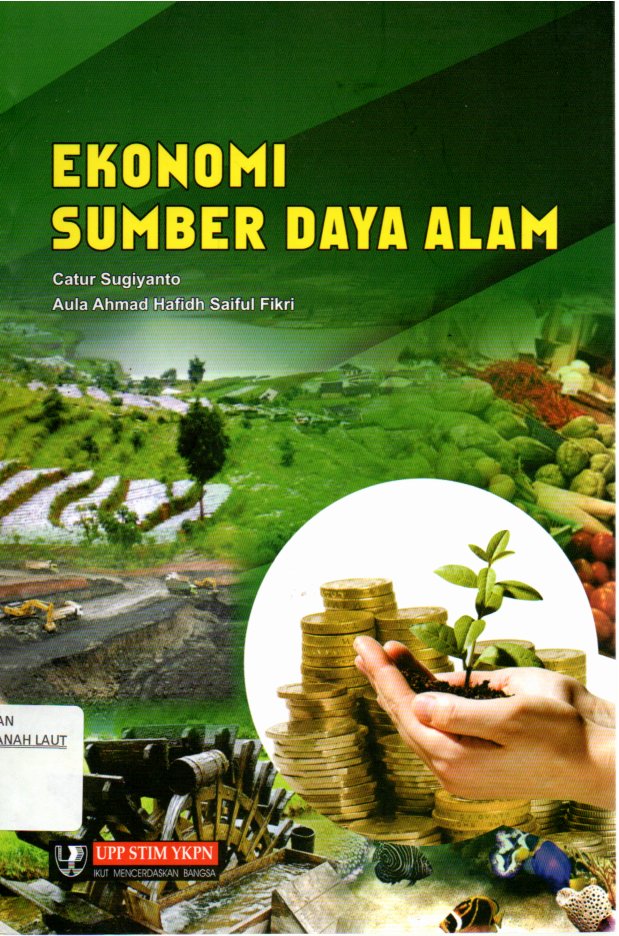 EKONOMI
SUMBER DAYA ALAM
Catur Sugiyanto
Aula Ahmad Hafidh Saiful Fikri
AN
ANAH LAUT
UPP STIM YKPN
IKUT MENCERDASKAN BANGSA